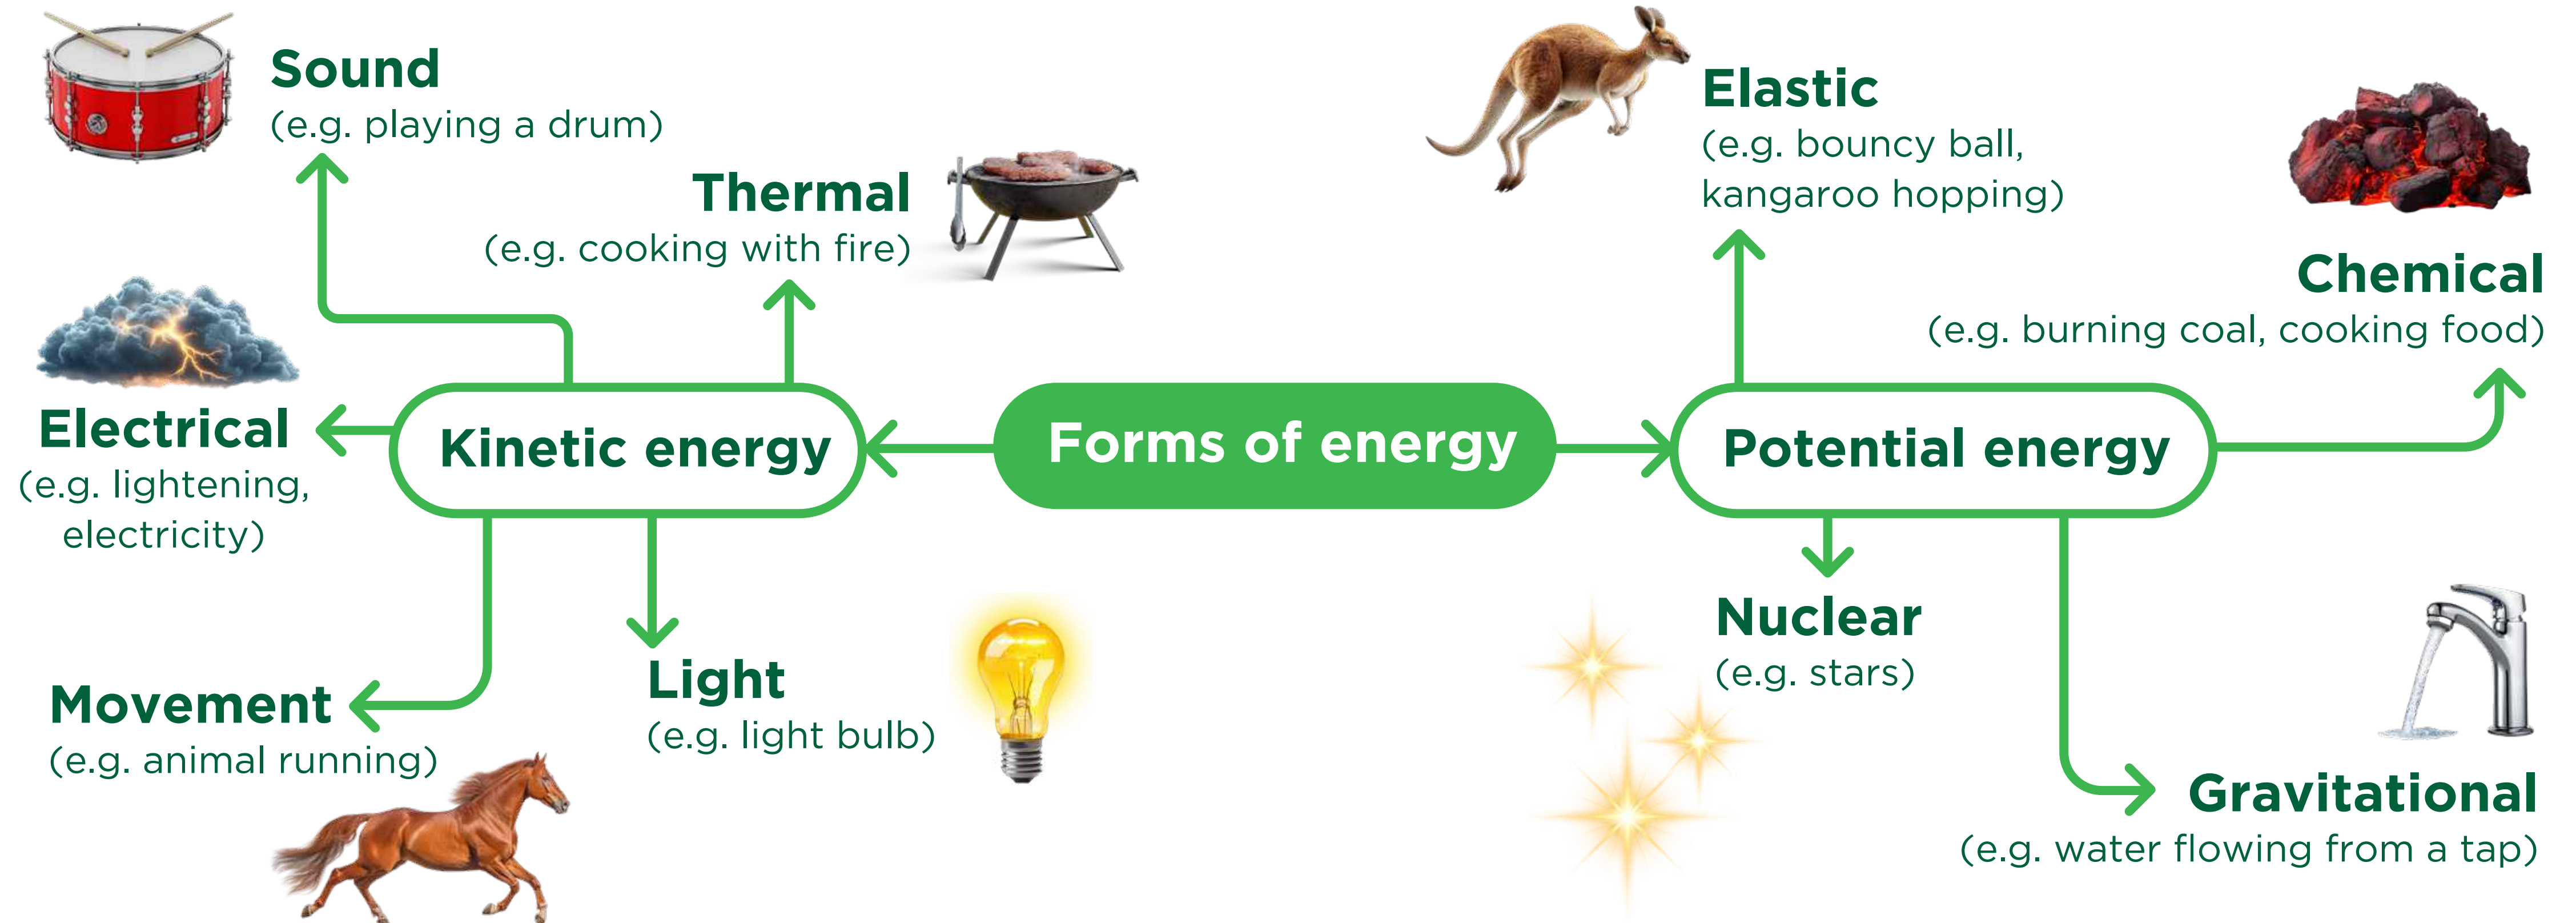 Sound
(e.g. playing a drum)
Thermal
(e.g. cooking with fire)
Electrical
(e.g. lightening,
electricity)
Kinetic energy
Movement
(e.g. animal running)
Light
(e.g. light bulb)
Forms of energy
Elastic
(e.g. bouncy ball,
kangaroo hopping)
Chemical
(e.g. burning coal, cooking food)
Potential energy
Nuclear
(e.g. stars)
Gravitational
(e.g. water flowing from a tap)